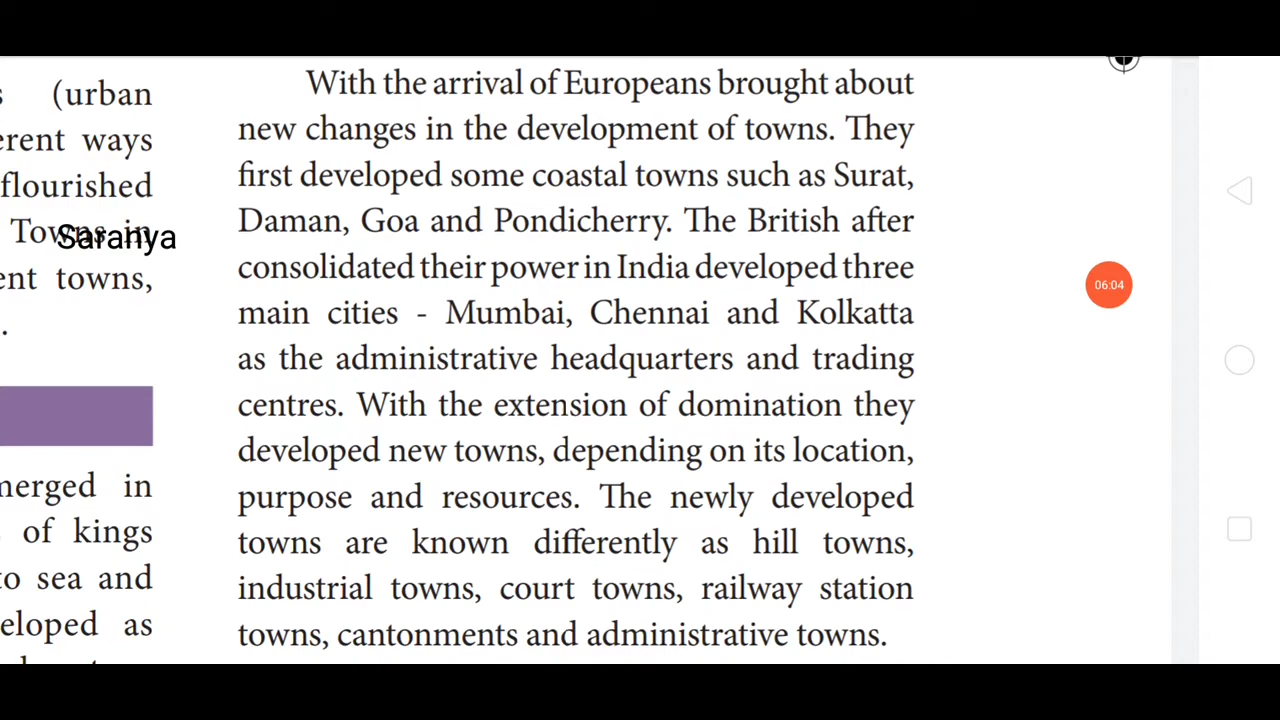 s (urban
erent ways
flourished
Towns in
Saranya
ent towns,
.
merged in
of kings
to sea and
eloped as
With the arrival of Europeans brought about
new changes in the development of towns. They
first developed some coastal towns such as Surat,
Daman, Goa and Pondicherry. The British after
consolidated their power in India developed three
main cities - Mumbai, Chennai and Kolkatta
as the administrative headquarters and trading
centres. With the extension of domination they
developed new towns, depending on its location,
purpose and resources. The newly developed
towns are known differently as hill towns,
industrial towns, court towns, railway station
towns, cantonments and administrative towns.
06:04